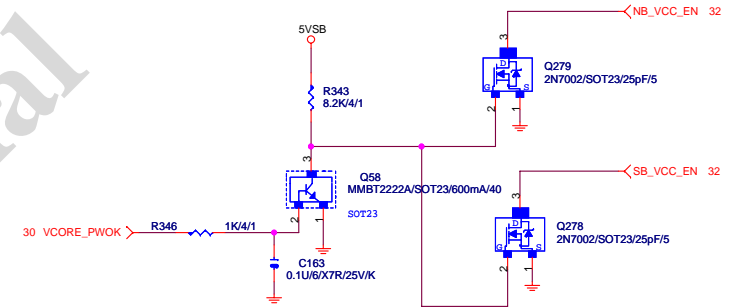 NB_VCC_EN 32
5VSB
3
D
Q279
2N7002/SOT23/25pF/5
G
S
2
1
R343
8.2K/4/1
3
Q58
MMBT2222A/SOT23/600mA/40
SOT23
2
1
SB_VCC_EN 32
3
D
Q278
2N7002/SOT23/25pF/5
G
S
2
1
30 VCORE_PWOK
R346
1K/4/1
C163
0.1U/6/X7R/25V/K
al